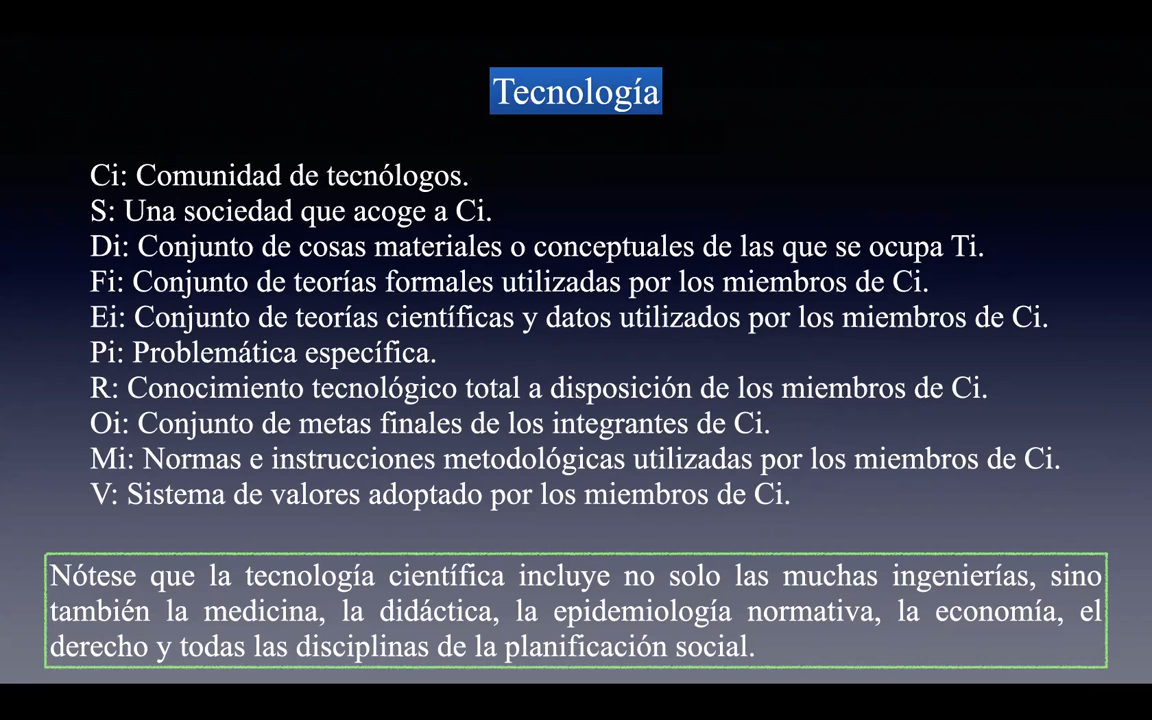 Tecnología
Ci: Comunidad de tecnólogos.
S: Una sociedad que acoge a Ci.
Di: Conjunto de cosas materiales o conceptuales de las que se ocupa Ti.
Fi: Conjunto de teorías formales utilizadas por los miembros de Ci.
Ei: Conjunto de teorías científicas y datos utilizados por los miembros de Ci.
Pi: Problemática específica.
R: Conocimiento tecnológico total a disposición de los miembros de Ci.
Oi: Conjunto de metas finales de los integrantes de Ci.
Mi: Normas e instrucciones metodológicas utilizadas por los miembros de Ci.
V: Sistema de valores adoptado por los miembros de Ci.
Nótese que la tecnología científica incluye no solo las muchas ingenierías, sino
también la medicina, la didáctica, la epidemiología normativa, la economía, el
derecho y todas las disciplinas de la planificación social.